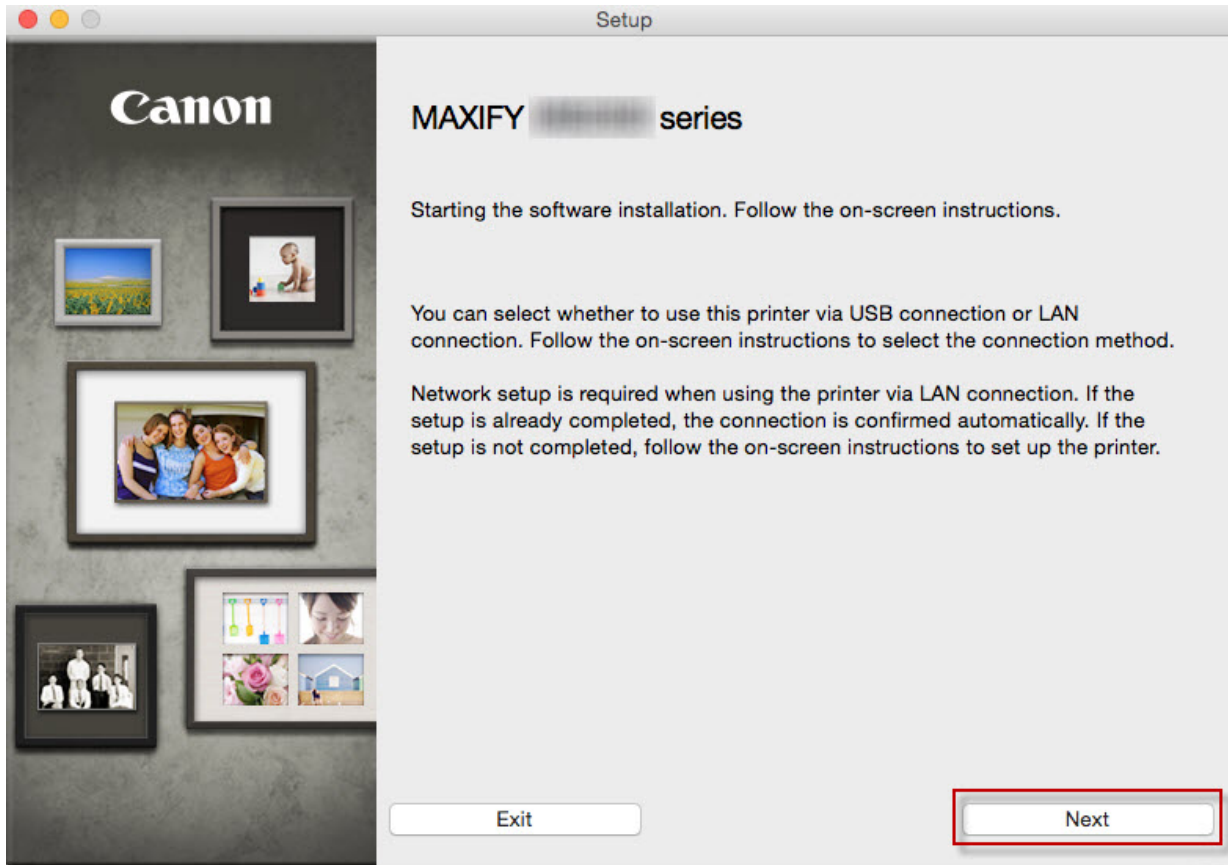 Setup
Canon
MAXIFY series
Starting the software installation. Follow the on-screen instructions.
You can select whether to use this printer via USB connection or LAN
connection. Follow the on-screen instructions to select the connection method.
Network setup is required when using the printer via LAN connection. If the
setup is already completed, the connection is confirmed automatically. If the
setup is not completed, follow the on-screen instructions to set up the printer.
Exit
Next